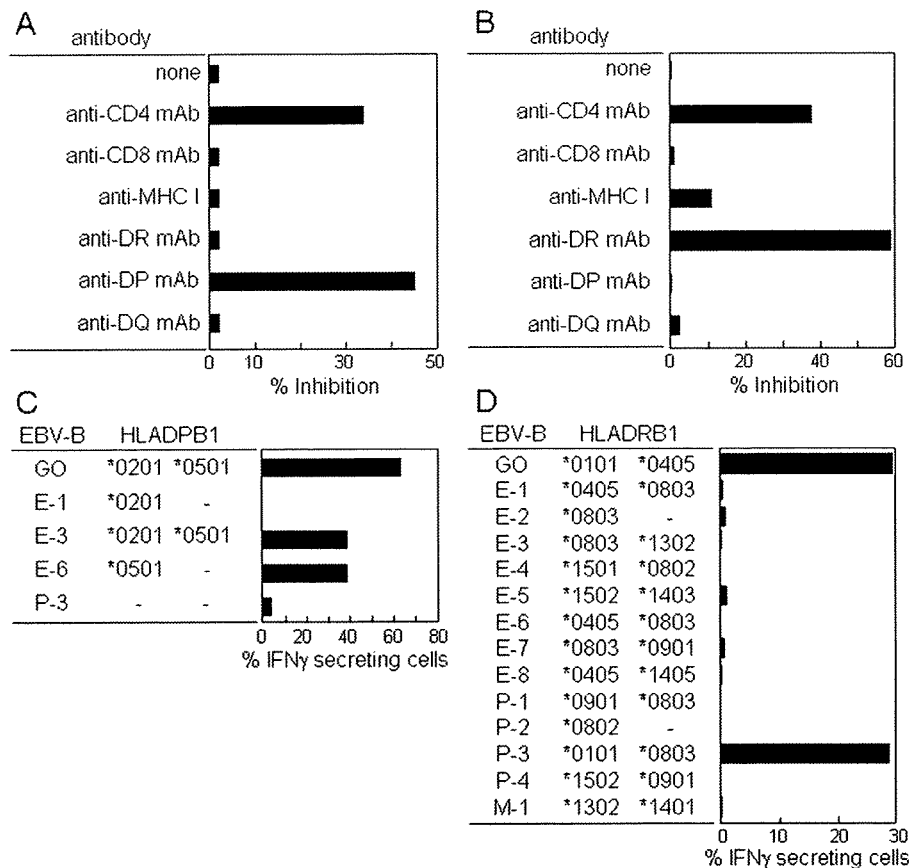 A
antibody
none
anti-CD4 mAb
anti-CD8 mAb
anti-MHC I
anti-DR mAb
anti-DP mAb
anti-DQ mAb
0 10 30 50
% Inhibition
B
antibody
none
anti-CD4 mAb
anti-CD8 mAb
anti-MHC I
anti-DR mAb
anti-DP mAb
anti-DQ mAb
0 20 40 60
% Inhibition
C
EBV-B HLADPB1
GO *0201 *0501
E-1 *0201 -
E-3 *0201 *0501
E-6 *0501 -
P-3 - -
0 20 40 60 80
% IFNγ secreting cells
D
EBV-B HLADRB1
GO *0101 *0405
E-1 *0405 *0803
E-2 *0803 -
E-3 *0803 *1302
E-4 *1501 *0802
E-5 *1502 *1403
E-6 *0405 *0803
E-7 *0803 *0901
E-8 *0405 *1405
P-1 *0901 *0803
P-2 *0802 -
P-3 *0101 *0803
P-4 *1502 *0901
M-1 *1302 *1401
0 10 20 30
% IFNγ secreting cells